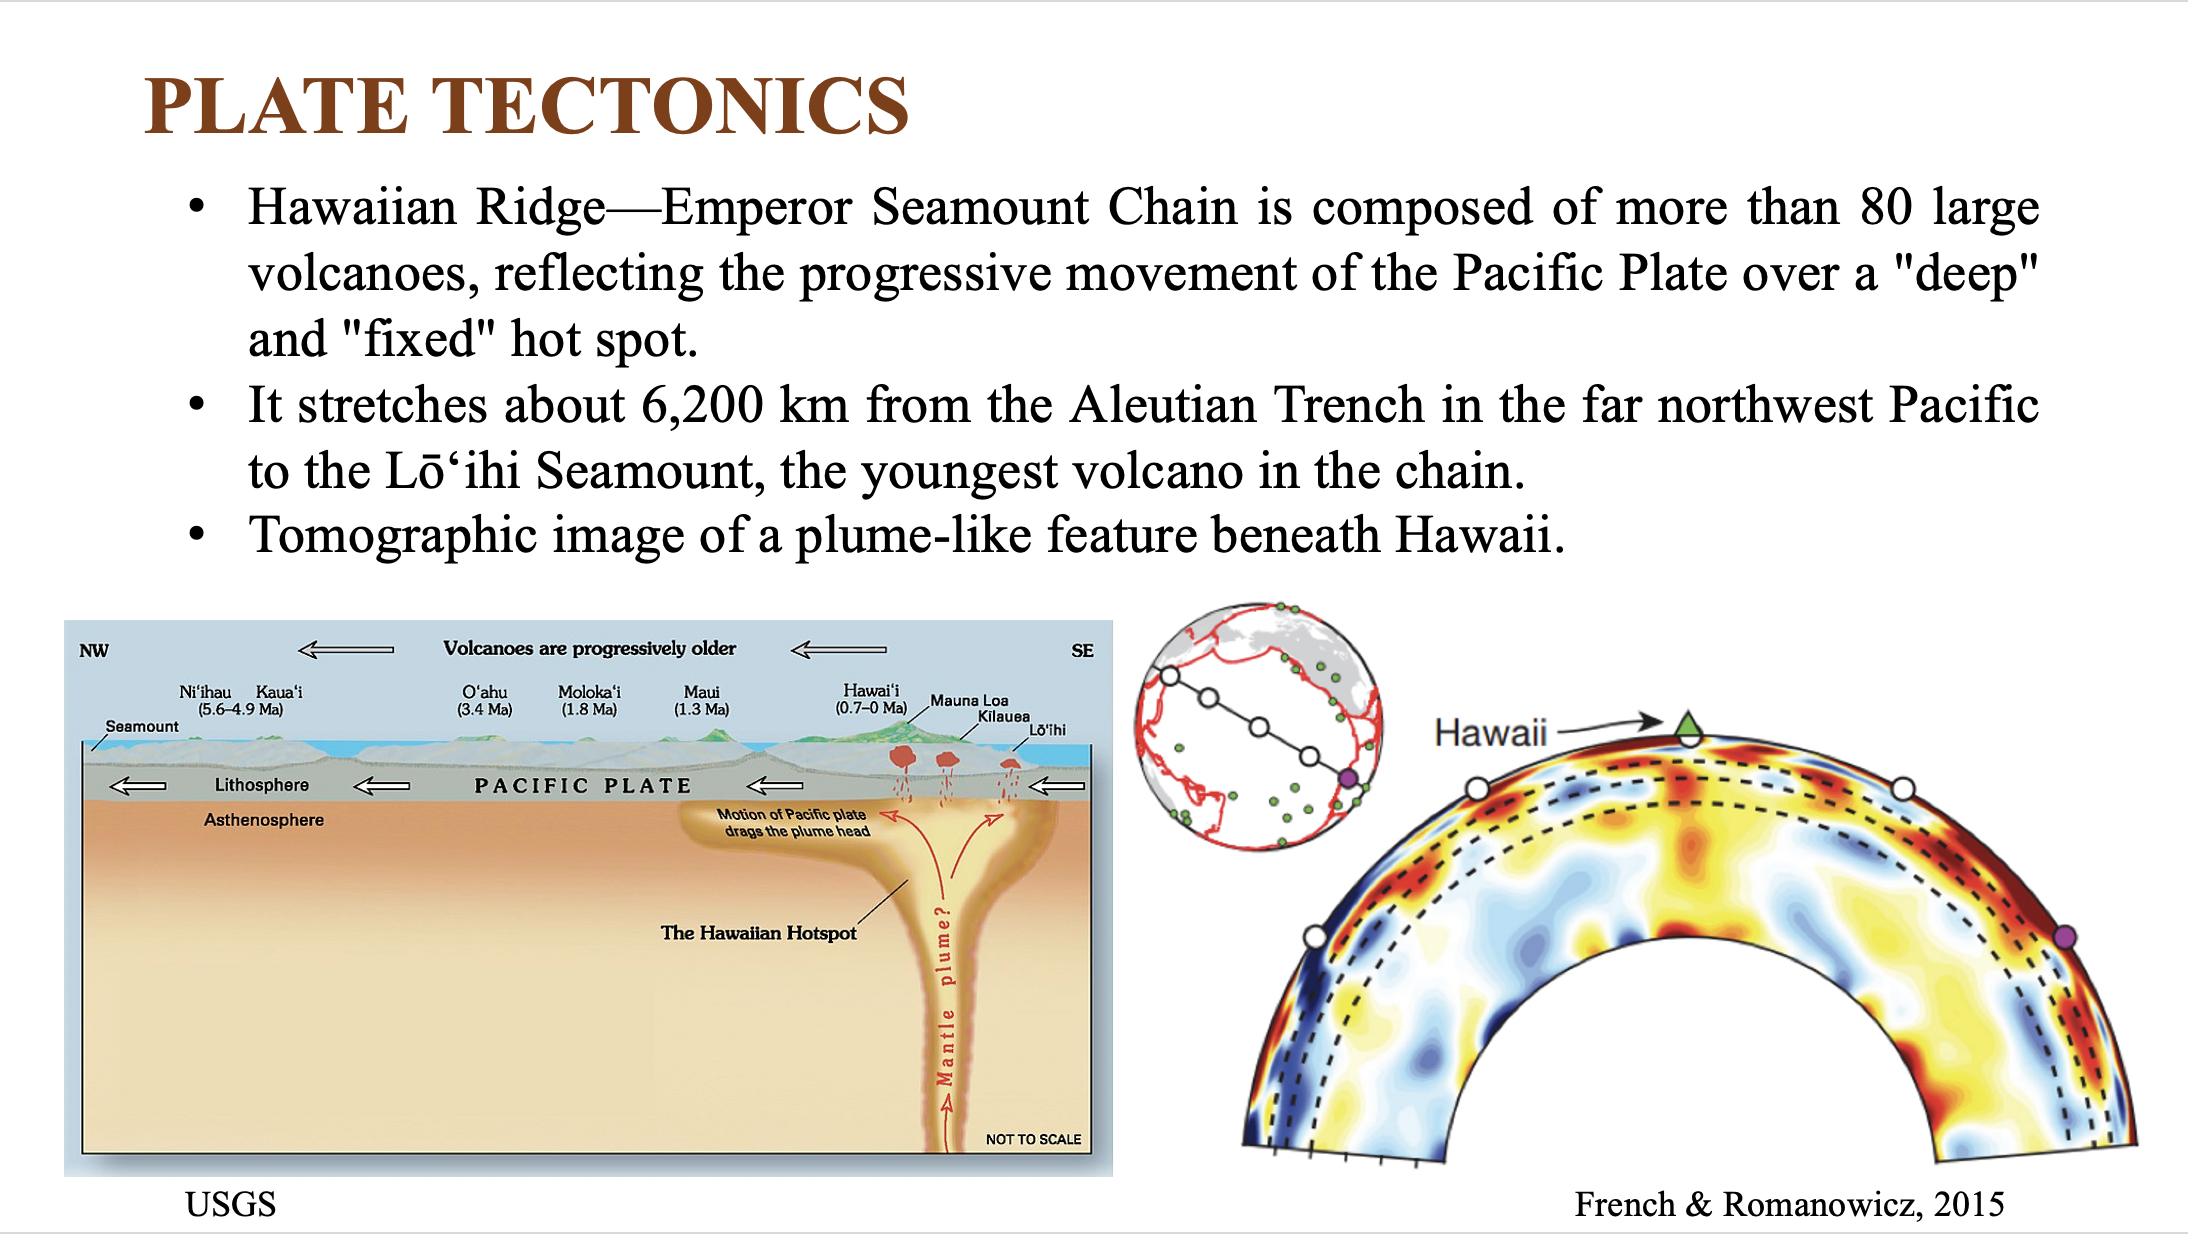 PLATE TECTONICS
• Hawaiian Ridge—Emperor Seamount Chain is composed of more than 80 large
volcanoes, reflecting the progressive movement of the Pacific Plate over a "deep"
and "fixed" hot spot.
• It stretches about 6,200 km from the Aleutian Trench in the far northwest Pacific
to the Lō‘ihi Seamount, the youngest volcano in the chain.
• Tomographic image of a plume-like feature beneath Hawaii.
NW
Volcanoes are progressively older
SE
Ni‘ihau
Kaua‘i
(5.6–4.9 Ma)
O‘ahu
(3.4 Ma)
Moloka‘i
(1.8 Ma)
Maui
(1.3 Ma)
Hawai‘i
(0.7–0 Ma)
Mauna Loa
Kīlauea
Lō‘ihi
Seamount
Lithosphere
PACIFIC PLATE
Asthenosphere
Motion of Pacific plate
drags the plume head
The Hawaiian Hotspot
Mantle plume?
NOT TO SCALE
Hawaii
USGS
French & Romanowicz, 2015